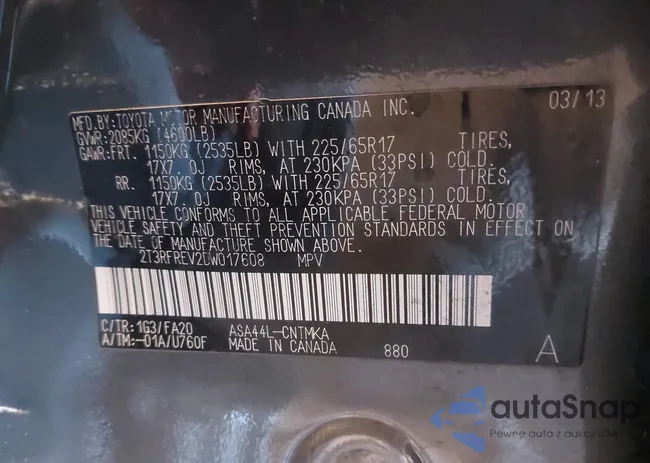 MFD. BY: TOYOTA MOTOR MANUFACTURING CANADA INC. 03/13
GVWR: 2085KG (4600LB)
GAWR: FRT. 1150KG (2535LB) WITH 225/65R17 TIRES,
17X7.0J RIMS, AT 230KPA (33PSI) COLD.
RR. 1150KG (2535LB) WITH 225/65R17 TIRES,
17X7.0J RIMS, AT 230KPA (33PSI) COLD.
THIS VEHICLE CONFORMS TO ALL APPLICABLE FEDERAL MOTOR
VEHICLE SAFETY AND THEFT PREVENTION STANDARDS IN EFFECT ON
THE DATE OF MANUFACTURE SHOWN ABOVE.
2T3RFREV2DW017608 MPV
C/TR: 1G3/FA20 ASA44L-CNTMKA
A/TM: -01A/U760F MADE IN CANADA 880 A
autaSnap
Pewne auta z aukcji USA